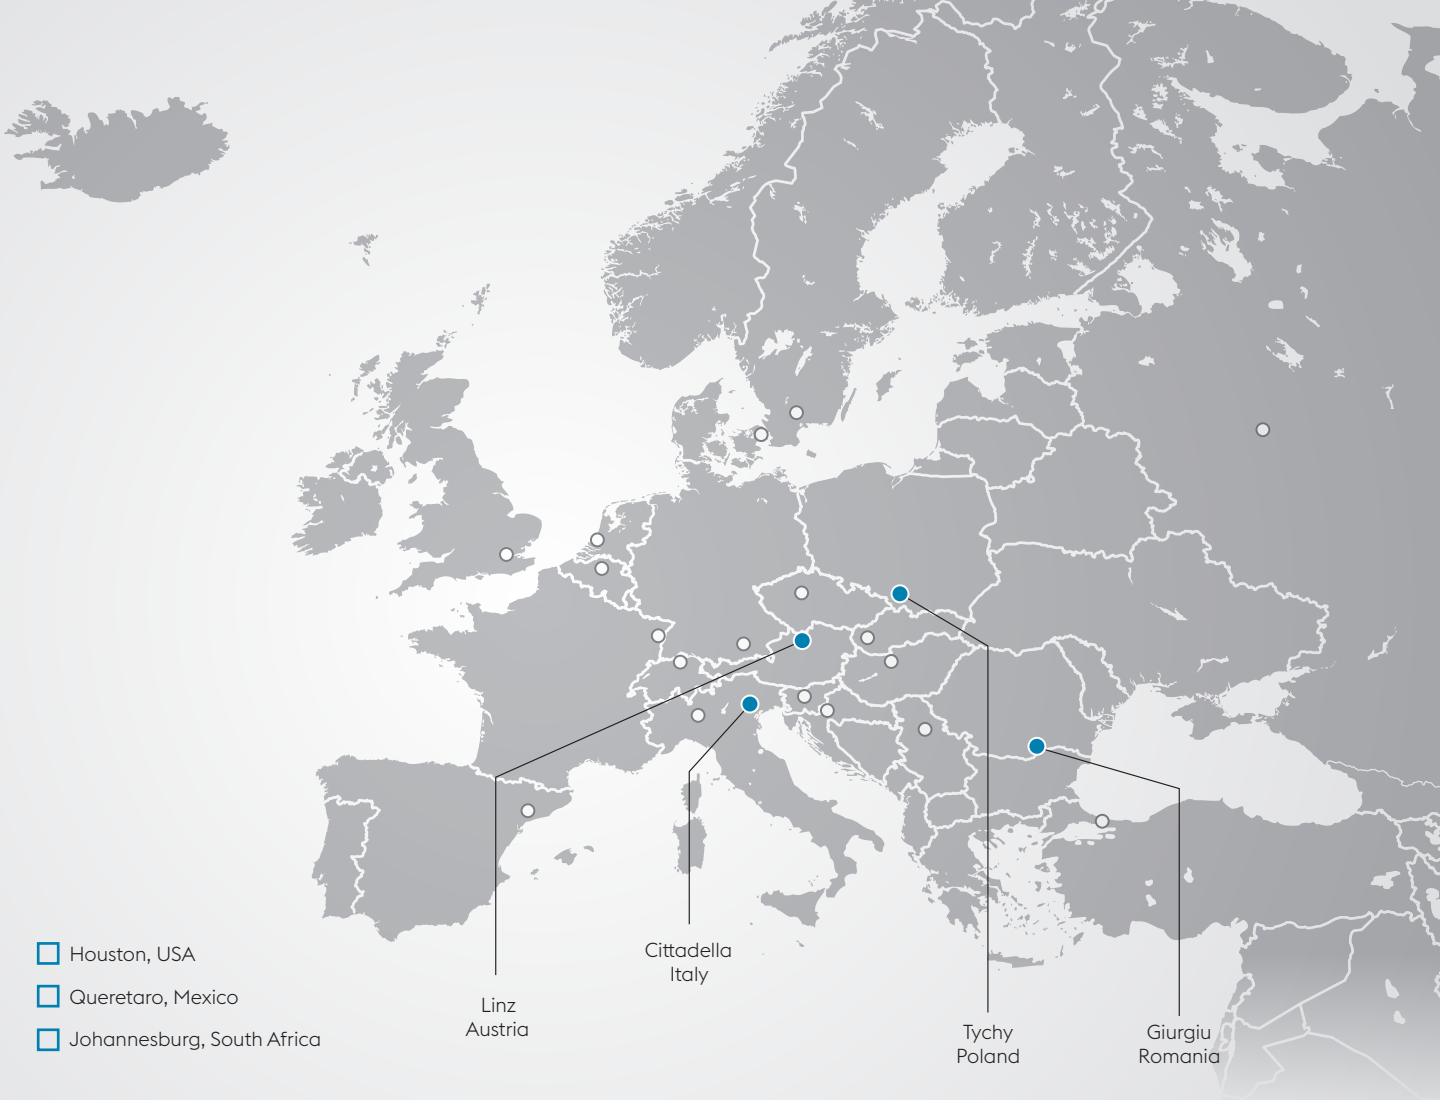 Houston, USA
Queretaro, Mexico
Johannesburg, South Africa
Linz
Austria
Cittadella
Italy
Tychy
Poland
Giurgiu
Romania